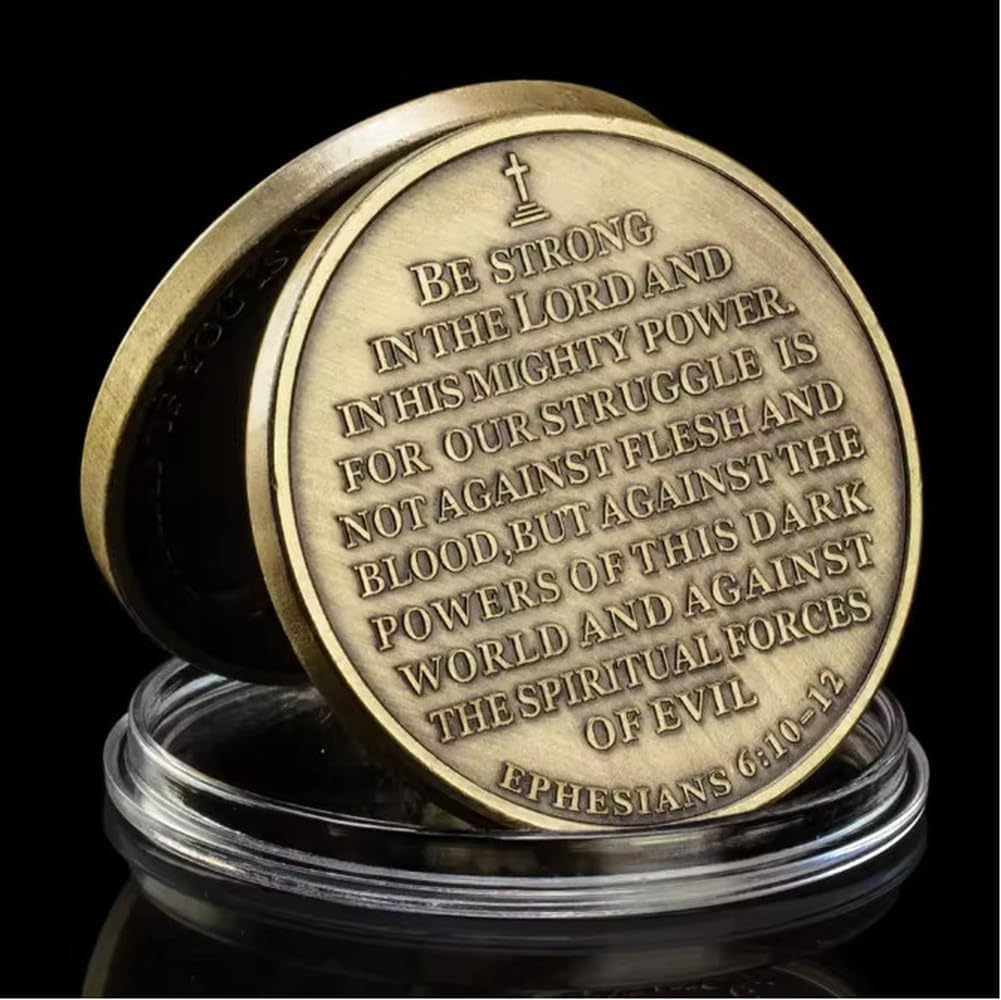 BE STRONG
IN THE LORD AND
IN HIS MIGHTY POWER.
FOR OUR STRUGGLE IS
NOT AGAINST FLESH AND
BLOOD, BUT AGAINST THE
POWERS OF THIS DARK
WORLD AND AGAINST
THE SPIRITUAL FORCES
OF EVIL
EPHESIANS 6:10-12